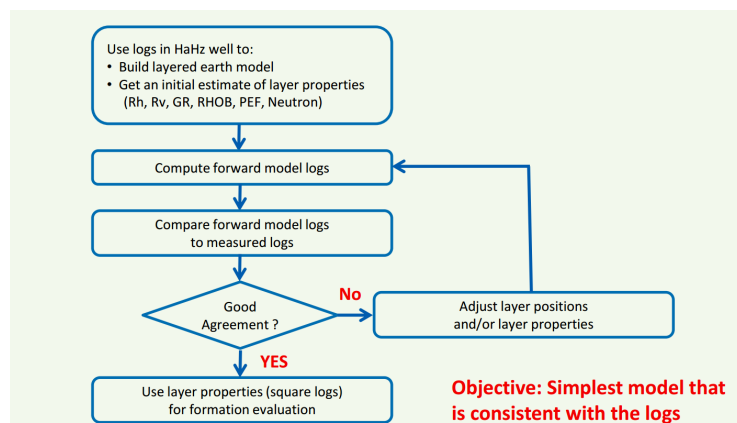 Use logs in HaHz well to:
• Build layered earth model
• Get an initial estimate of layer properties
(Rh, Rv, GR, RHOB, PEF, Neutron)
Compute forward model logs
Compare forward model logs
to measured logs
Good
Agreement ?
No
Adjust layer positions
and/or layer properties
YES
Use layer properties (square logs)
for formation evaluation
Objective: Simplest model that
is consistent with the logs